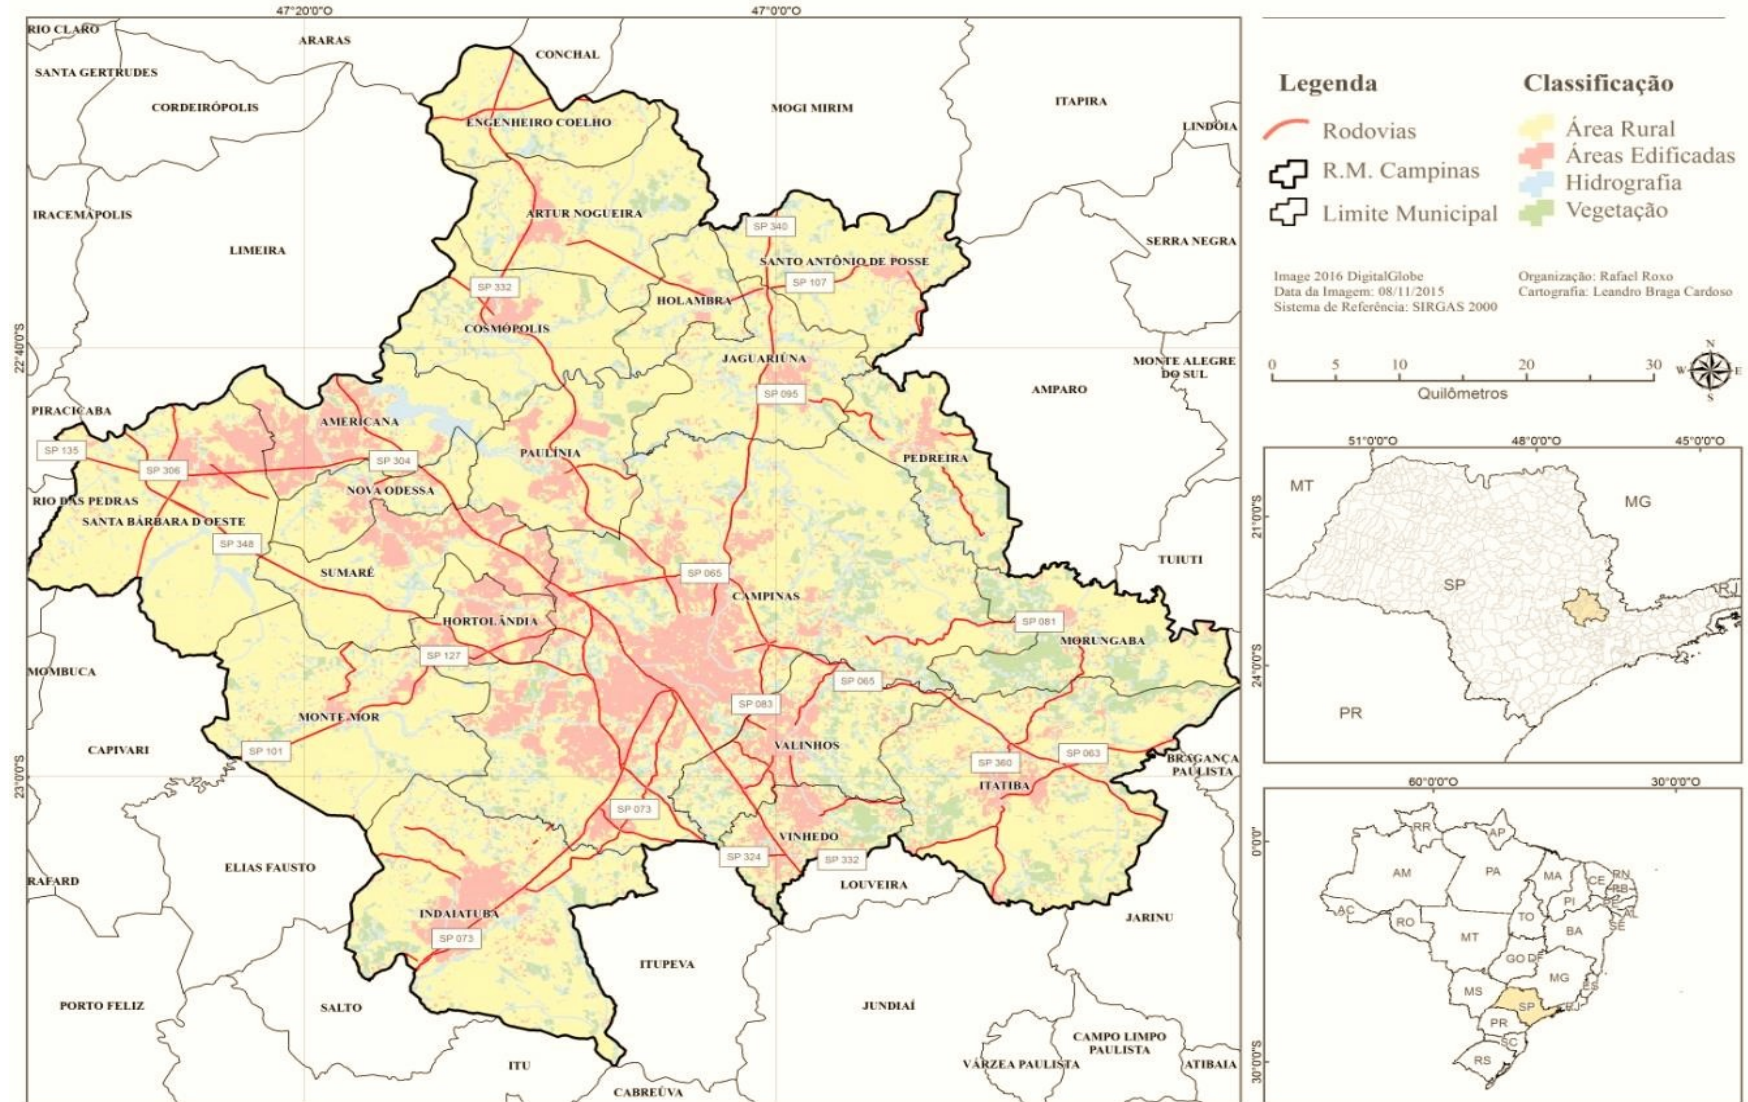 47°20'0"O
47°0'0"O
RIO CLARO
ARARAS
CONCHAL
SANTA GERTRUDES
CORDEIRÓPOLIS
MOGI MIRIM
ITAPIRA
LINDÓIA
ENGENHEIRO COELHO
IRACEMÁPOLIS
LIMEIRA
ARTUR NOGUEIRA
SP 340
SERRA NEGRA
SANTO ANTÔNIO DE POSSE
SP 332
SP 107
HOLAMBRA
COSMÓPOLIS
22°40'0"S
JAGUARIÚNA
MONTE ALEGRE
DO SUL
AMPARO
SP 095
PIRACICABA
AMERICANA
SP 135
SP 306
SP 304
PAULÍNIA
PEDREIRA
NOVA ODESSA
RIO DAS PEDRAS
SANTA BÁRBARA D OESTE
SP 348
TUIUTI
SUMARÉ
SP 065
CAMPINAS
HORTOLÂNDIA
SP 081
MORUNGABA
SP 127
MOMBUCA
SP 065
SP 083
MONTE MOR
SP 101
CAPIVARI
VALINHOS
SP 360
SP 063
BRAGANÇA
PAULISTA
23°0'0"S
ITATIBA
SP 073
VINHEDO
SP 324
SP 332
ELIAS FAUSTO
RAFARD
LOUVEIRA
INDAIATUBA
SP 073
JARINU
ITUPEVA
PORTO FELIZ
SALTO
JUNDIAÍ
CAMPO LIMPO
PAULISTA
ITU
VÁRZEA PAULISTA
ATIBAIA
CABREÚVA
Legenda
Rodovias
R.M. Campinas
Limite Municipal
Classificação
Área Rural
Áreas Edificadas
Hidrografia
Vegetação
Image 2016 DigitalGlobe
Data da Imagem: 08/11/2015
Sistema de Referência: SIRGAS 2000
Organização: Rafael Roxo
Cartografia: Leandro Braga Cardoso
0 5 10 20 30
Quilômetros
N
W E
S
51°0'0"O
48°0'0"O
45°0'0"O
MT
MG
21°0'0"S
SP
RJ
24°0'0"S
PR
60°0'0"O
30°0'0"O
0°0'0"
RR
AP
AM
PA
MA
CE
RN
PB
PI
AC
RO
TO
AL
SE
BA
MT
GO
DF
MG
ES
MS
SP
RJ
PR
SC
RS
30°0'0"S